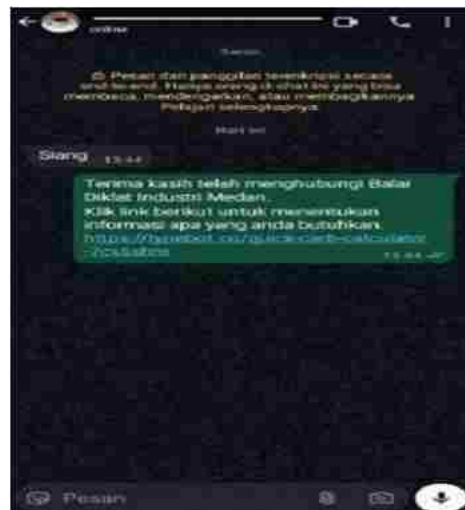 online
Senin
Pesan dan panggilan terenkripsi secara
end-to-end. Hanya orang di chat ini yang bisa
membaca, mendengarkan, atau membagikannya.
Pelajari selengkapnya
Hari ini
Siang 13.44
Terima kasih telah menghubungi Balai
Diklat Industri Medan.
Klik link berikut untuk menentukan
informasi apa yang anda butuhkan.
13.44
Pesan